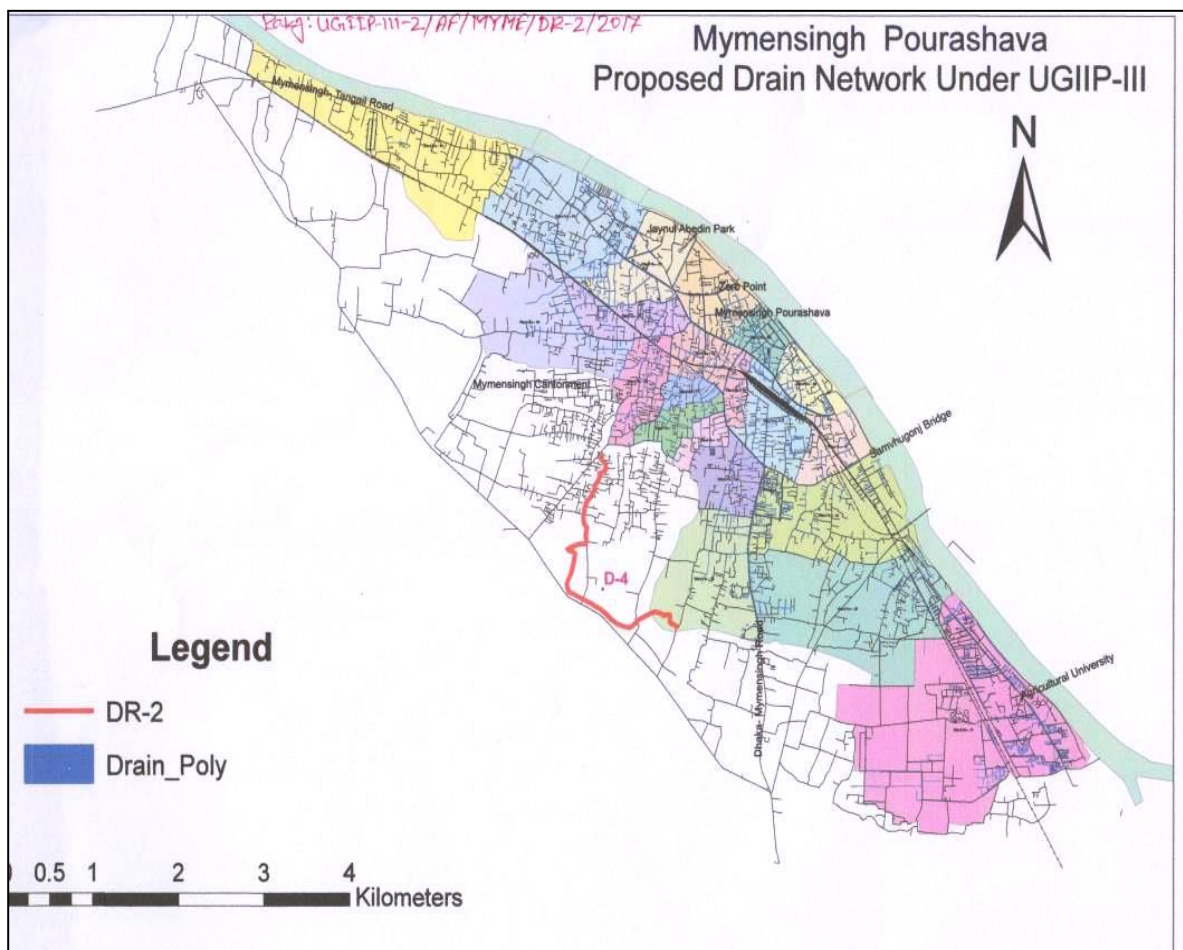 Pakg: UGIIP-III-2/AF/MYME/DR-2/2017
Mymensingh Pourashava
Proposed Drain Network Under UGIIP-III
N
Mymensingh- Tangail Road
Jaynul Abedin Park
Zero Point
Mymensingh Pourashava
Mymensingh Cantonment
Samvhugonj Bridge
D-4
Dhaka- Mymensingh Road
Agricultural University
Legend
DR-2
Drain_Poly
0 0.5 1 2 3 4
Kilometers